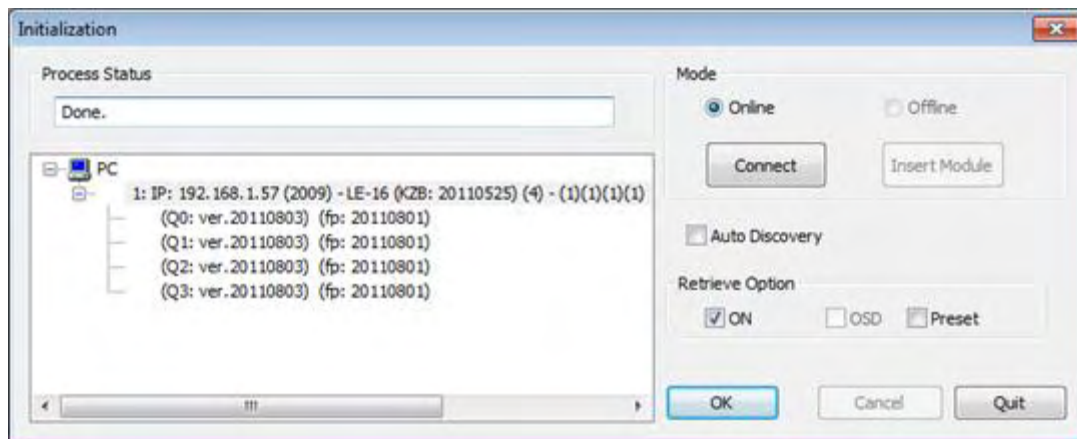 Initialization
Process Status
Done.
PC
1: IP: 192.168.1.57 (2009) - LE-16 (KZB: 20110525) (4) - (1)(1)(1)(1)
(Q0: ver.20110803) (fp: 20110801)
(Q1: ver.20110803) (fp: 20110801)
(Q2: ver.20110803) (fp: 20110801)
(Q3: ver.20110803) (fp: 20110801)
Mode
Online Offline
Connect Insert Module
Auto Discovery
Retrieve Option
ON OSD Preset
OK Cancel Quit